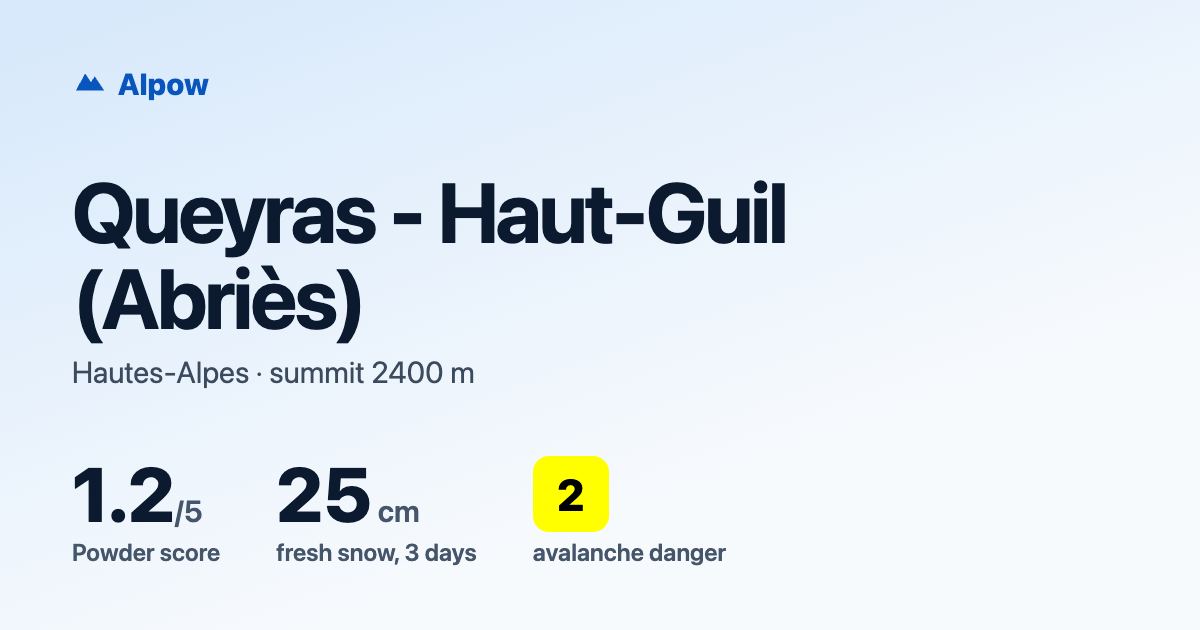 Alpow
Queyras - Haut-Guil
(Abriès)
Hautes-Alpes · summit 2400 m
1.2/5
25 cm
2
Powder score
fresh snow, 3 days
avalanche danger